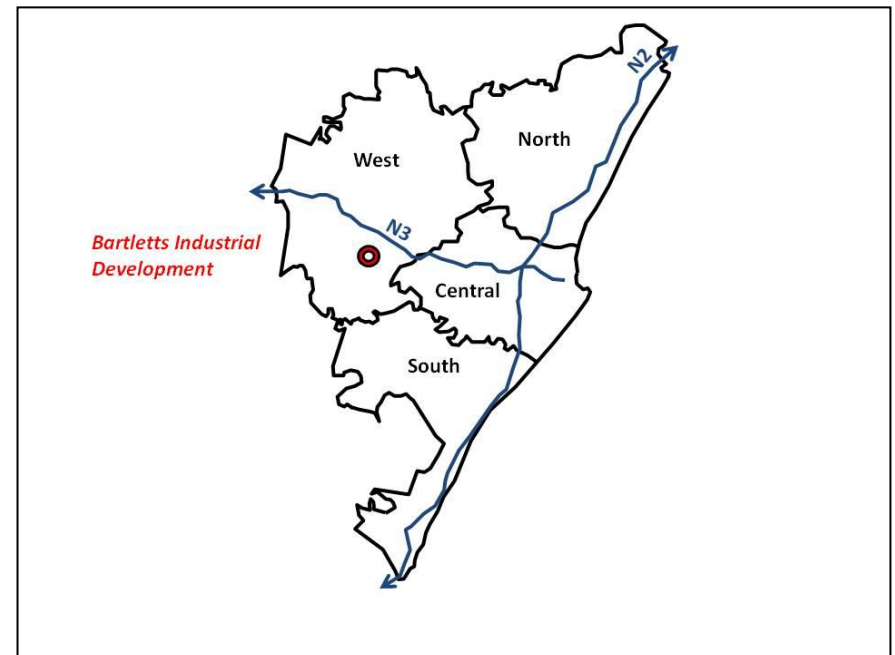 N2
North
West
N3
Bartletts Industrial
Development
Central
South